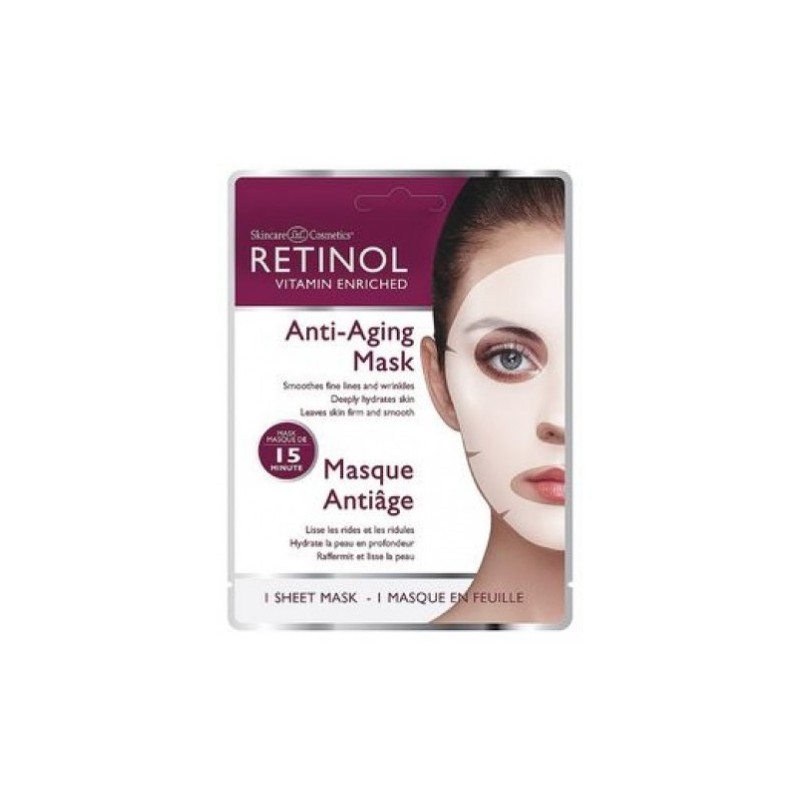 Skincare L de L Cosmetics®
RETINOL
VITAMIN ENRICHED
Anti-Aging
Mask
Smoothes fine lines and wrinkles
Deeply hydrates skin
Leaves skin firm and smooth
MASK
MASQUE DE
15
MINUTE
Masque
Antiâge
Lisse les rides et les ridules
Hydrate la peau en profondeur
Raffermit et lisse la peau
1 SHEET MASK - 1 MASQUE EN FEUILLE